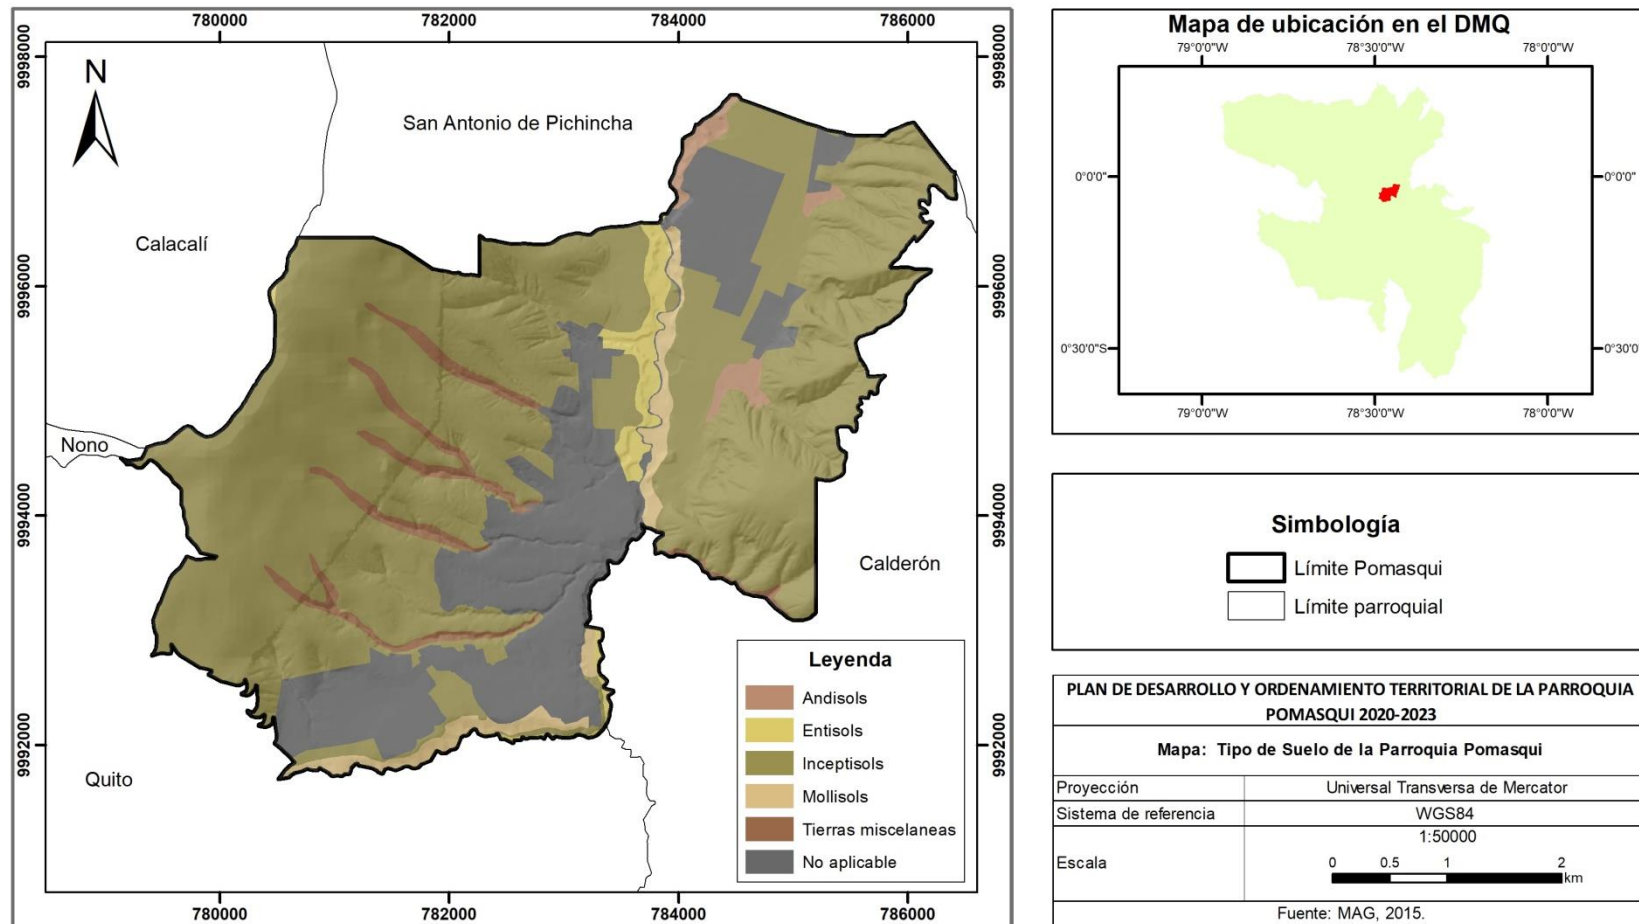 780000
782000
784000
786000
9998000
9998000
N
San Antonio de Pichincha
Calacalí
9996000
9996000
Nono
9994000
9994000
Calderón
9992000
9992000
Quito
Leyenda
Andisols
Entisols
Inceptisols
Mollisols
Tierras miscelaneas
No aplicable
780000
782000
784000
786000
Mapa de ubicación en el DMQ
79°0'0"W
78°30'0"W
78°0'0"W
0°0'0"
0°0'0"
0°30'0"S
0°30'0"
79°0'0"W
78°30'0"W
78°0'0"W
Simbología
Límite Pomasqui
Límite parroquial
PLAN DE DESARROLLO Y ORDENAMIENTO TERRITORIAL DE LA PARROQUIA
POMASQUI 2020-2023
Mapa: Tipo de Suelo de la Parroquia Pomasqui
Proyección Universal Transversa de Mercator
Sistema de referencia WGS84
Escala 1:50000
0 0.5 1 2
km
Fuente: MAG, 2015.